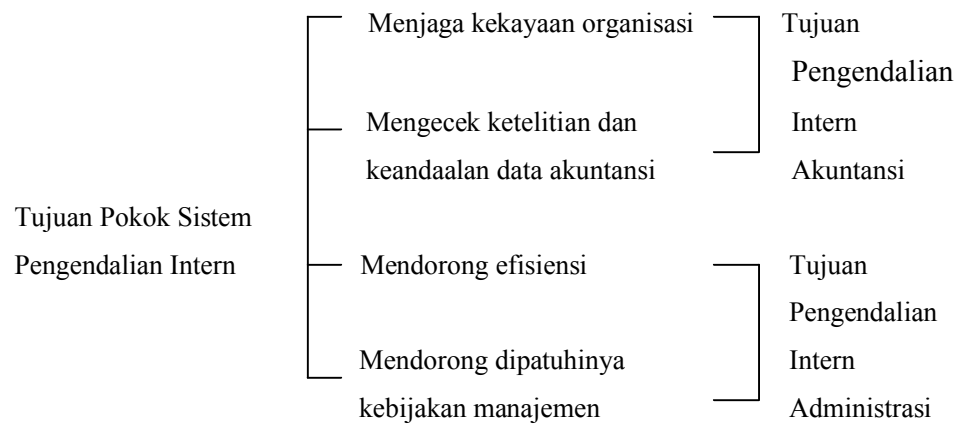 Menjaga kekayaan organisasi
Tujuan
Pengendalian
Mengecek ketelitian dan
Intern
keandaalan data akuntansi
Akuntansi
Tujuan Pokok Sistem
Pengendalian Intern
Mendorong efisiensi
Tujuan
Pengendalian
Mendorong dipatuhinya
Intern
kebijakan manajemen
Administrasi